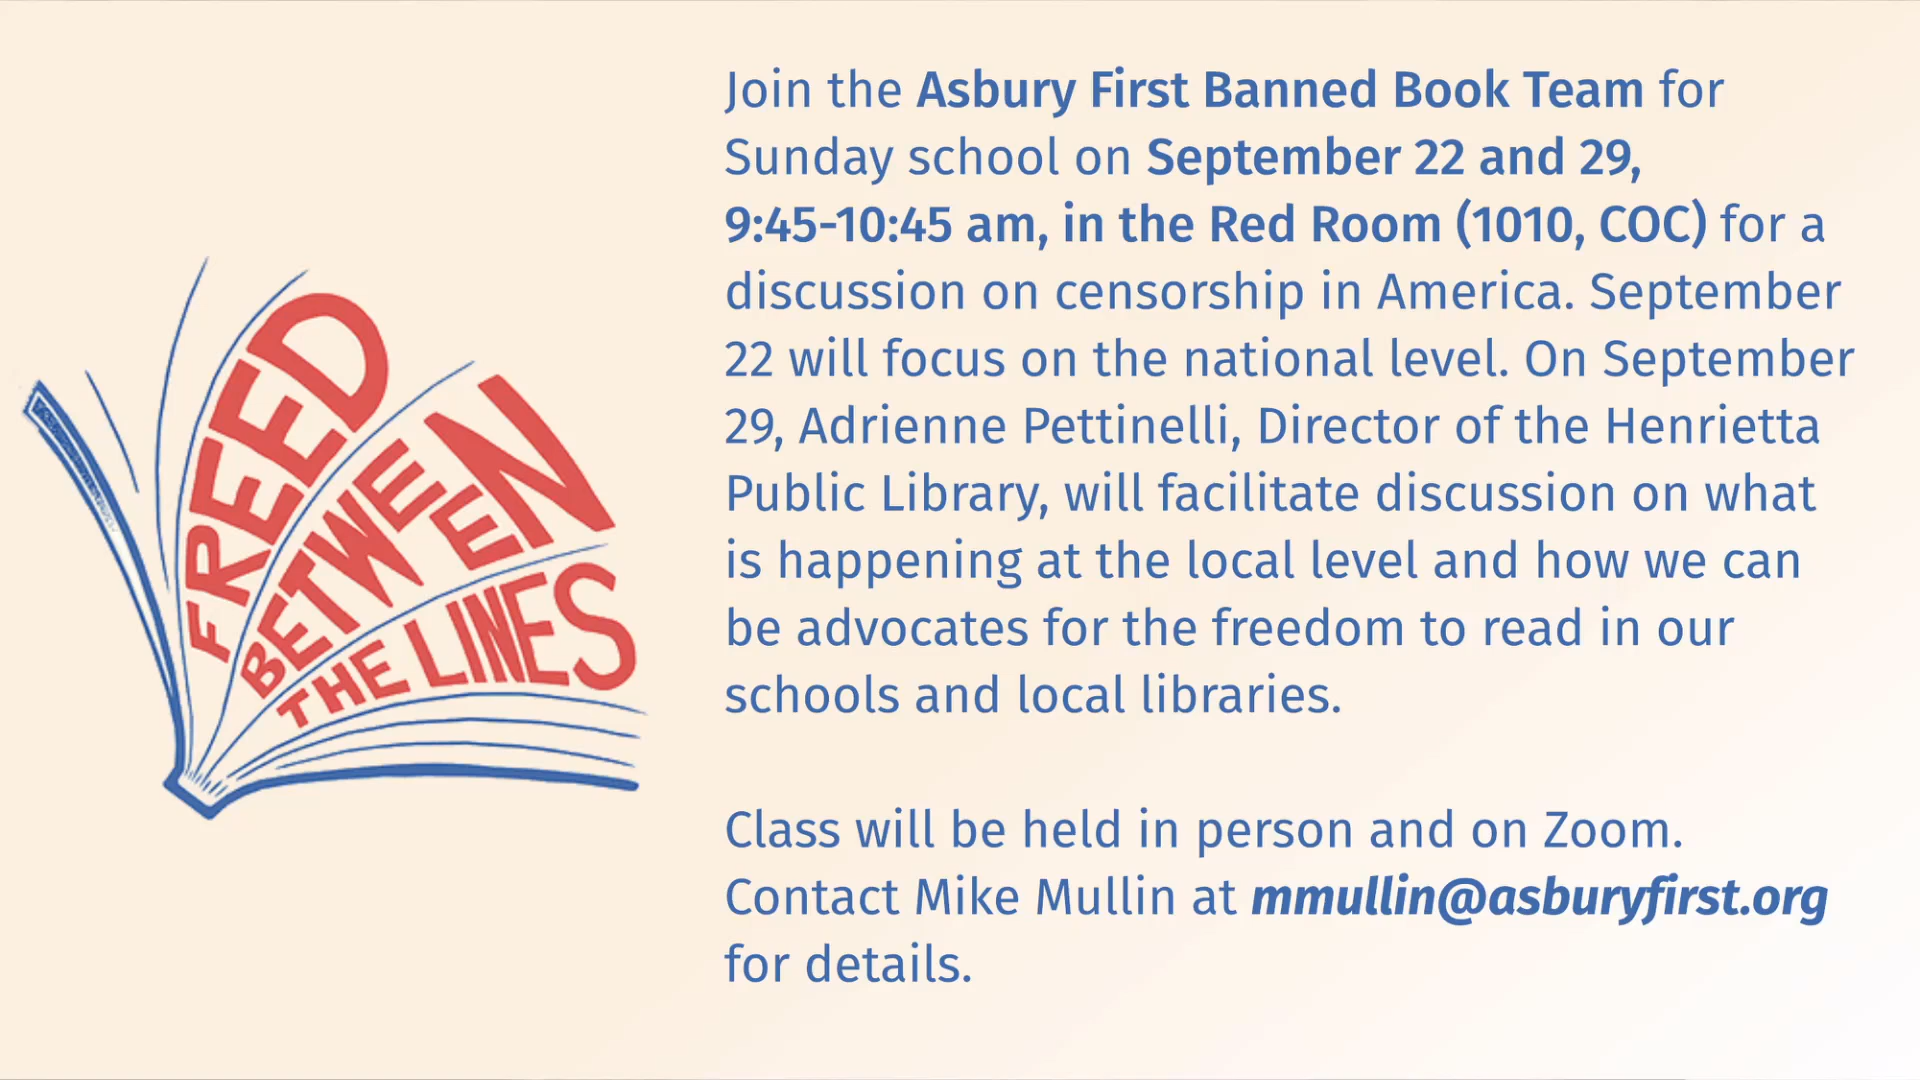 FREED
BETWEEN
THE LINES
Join the Asbury First Banned Book Team for
Sunday school on September 22 and 29,
9:45-10:45 am, in the Red Room (1010, COC) for a
discussion on censorship in America. September
22 will focus on the national level. On September
29, Adrienne Pettinelli, Director of the Henrietta
Public Library, will facilitate discussion on what
is happening at the local level and how we can
be advocates for the freedom to read in our
schools and local libraries.
Class will be held in person and on Zoom.
Contact Mike Mullin at mmullin@asburyfirst.org
for details.